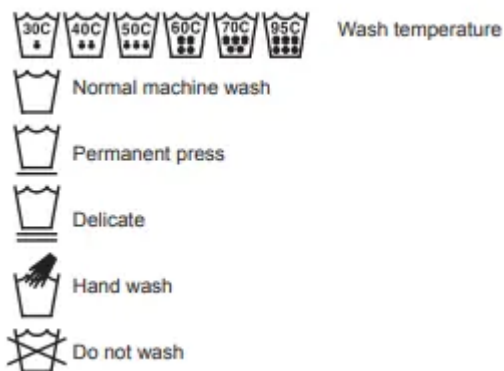 30C 40C 50C 60C 70C 95C Wash temperature
Normal machine wash
Permanent press
Delicate
Hand wash
Do not wash